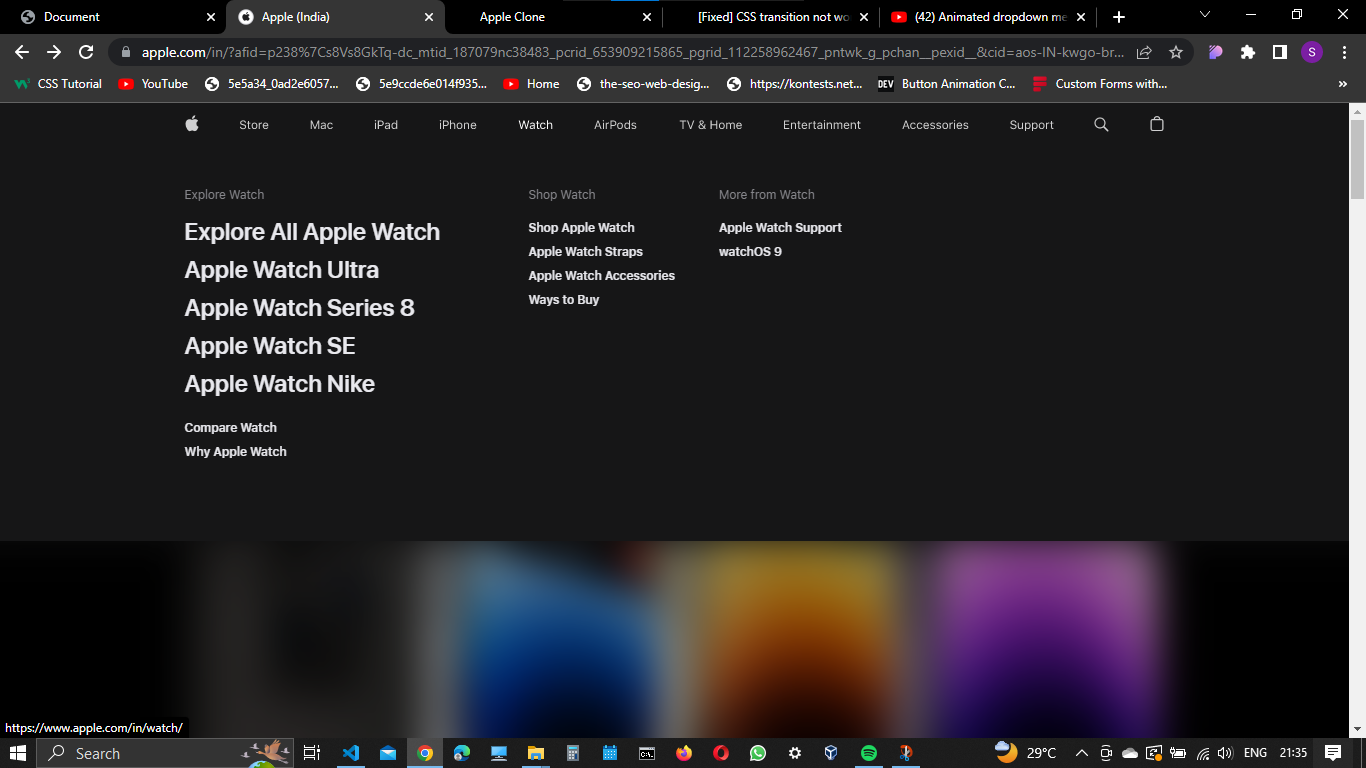 Document
Apple (India)
Apple Clone
[Fixed] CSS transition not wo
(42) Animated dropdown me
apple.com/in/?afid=p238%7Cs8Vs8GkTq-dc_mtid_187079nc38483_pcrid_653909215865_pgrid_112258962467_pntwk_g_pchan__pexid__&cid=aos-IN-kwgo-br...
S
CSS Tutorial
YouTube
5e5a34_0ad2e6057...
5e9ccde6e014f935...
Home
the-seo-web-desig...
https://kontests.net...
DEV
Button Animation C...
Custom Forms with...
»
Store
Mac
iPad
iPhone
Watch
AirPods
TV & Home
Entertainment
Accessories
Support
Explore Watch
Explore All Apple Watch
Apple Watch Ultra
Apple Watch Series 8
Apple Watch SE
Apple Watch Nike
Compare Watch
Why Apple Watch
Shop Watch
Shop Apple Watch
Apple Watch Straps
Apple Watch Accessories
Ways to Buy
More from Watch
Apple Watch Support
watchOS 9
https://www.apple.com/in/watch/
Search
29°C
ENG
21:35